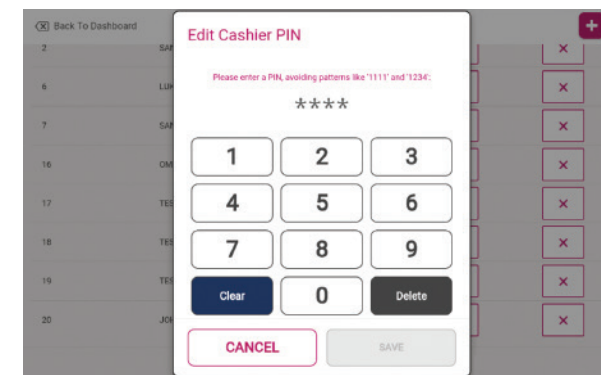 Back To Dashboard
+
Edit Cashier PIN
Please enter a PIN, avoiding patterns like '1111' and '1234':
****
2
6
7
16
17
18
19
20
1 2 3
4 5 6
7 8 9
Clear 0 Delete
CANCEL SAVE